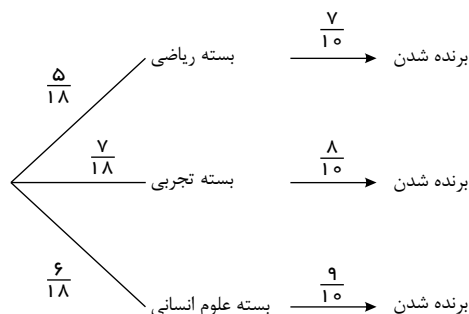 ۵/۱۸ بسته ریاضی ۷/۱۰ برنده شدن
۷/۱۸ بسته تجربی ۸/۱۰ برنده شدن
۶/۱۸ بسته علوم انسانی ۹/۱۰ برنده شدن